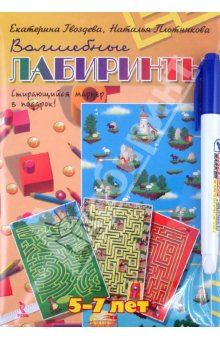 Екатерина Гвоздева, Наталья Плотникова
Волшебные
ЛАБИРИНТЫ
Стирающийся маркер
в подарок!
5-7 лет